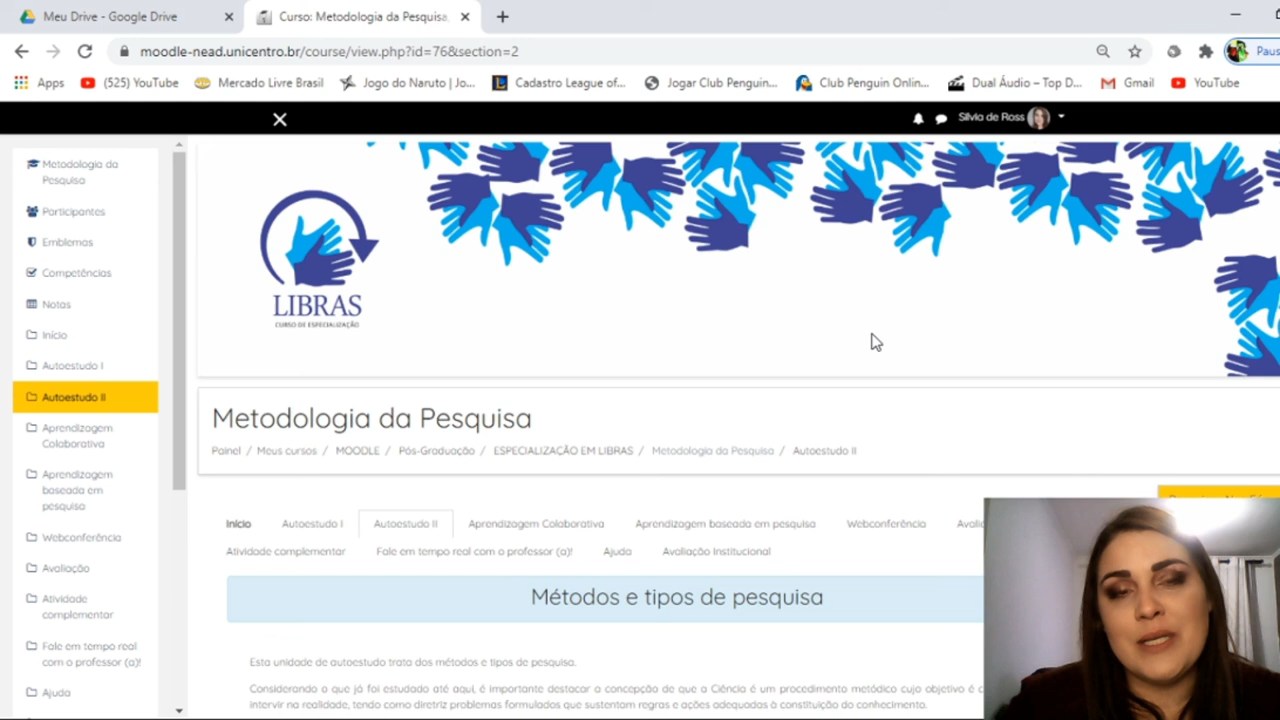 Meu Drive - Google Drive
Curso: Metodologia da Pesquisa,
moodle-nead.unicentro.br/course/view.php?id=76&section=2
Paus
Apps
(525) YouTube
Mercado Livre Brasil
Jogo do Naruto | Jo...
Cadastro League of...
Jogar Club Penguin...
Club Penguin Onlin...
Dual Áudio – Top D...
Gmail
YouTube
Silvia de Ross
Metodologia da
Pesquisa
Participantes
Emblemas
Competências
Notas
Início
Autoestudo I
Autoestudo II
Aprendizagem
Colaborativa
Aprendizagem
baseada em
pesquisa
Webconferência
Avaliação
Atividade
complementar
Fale em tempo real
com o professor (a)!
Ajuda
LIBRAS
CURSO DE ESPECIALIZAÇÃO
Metodologia da Pesquisa
Painel / Meus cursos / MOODLE / Pós-Graduação / ESPECIALIZAÇÃO EM LIBRAS / Metodologia da Pesquisa / Autoestudo II
Início Autoestudo I Autoestudo II Aprendizagem Colaborativa Aprendizagem baseada em pesquisa Webconferência Avalia
Atividade complementar Fale em tempo real com o professor (a)! Ajuda Avaliação Institucional
Métodos e tipos de pesquisa
Esta unidade de autoestudo trata dos métodos e tipos de pesquisa.
Considerando o que já foi estudado até aqui, é importante destacar a concepção de que a Ciência é um procedimento metódico cujo objetivo é c
intervir na realidade, tendo como diretriz problemas formulados que sustentam regras e ações adequadas à constituição do conhecimento.